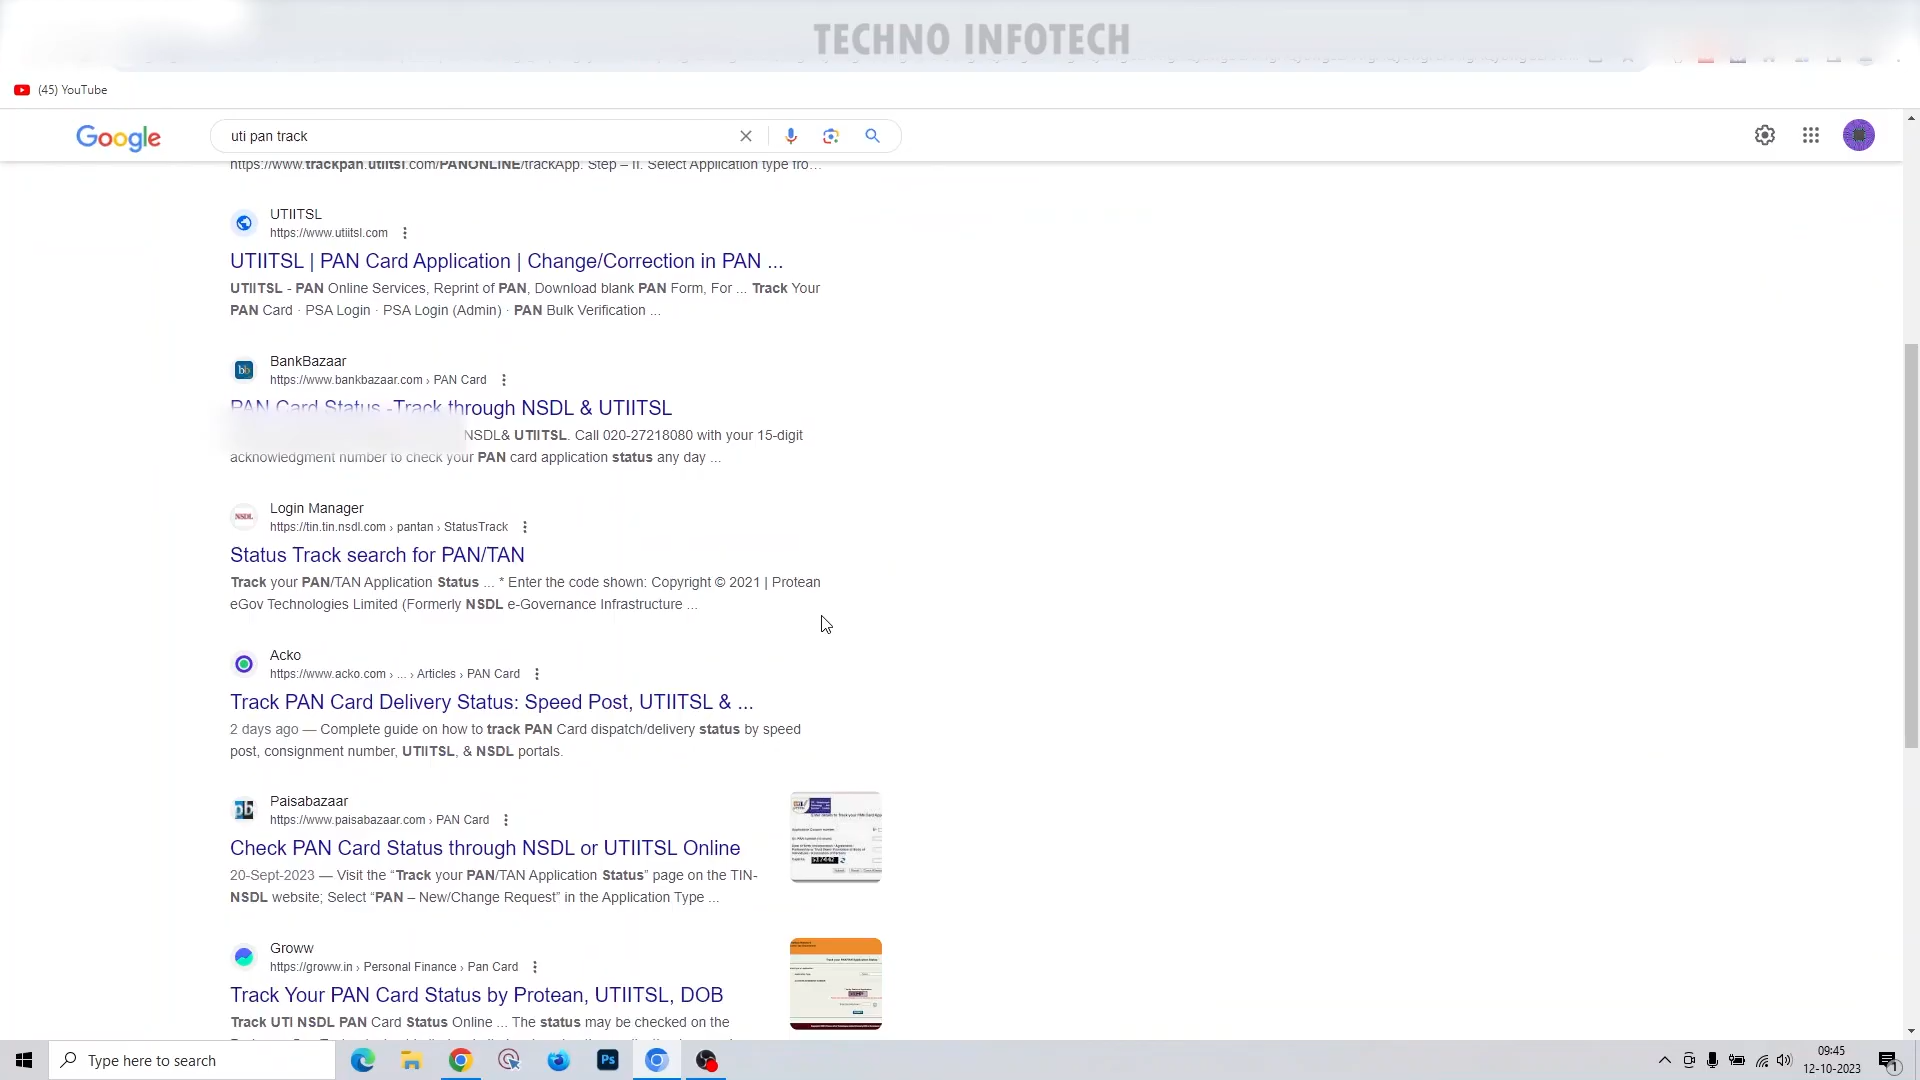 TECHNO INFOTECH
(45) YouTube
Google
uti pan track
https://www.trackpan.utiitsl.com/PANONLINE/trackApp. Step – II. Select Application type fro...
UTIITSL
https://www.utiitsl.com
UTIITSL | PAN Card Application | Change/Correction in PAN ...
UTIITSL - PAN Online Services, Reprint of PAN, Download blank PAN Form, For ... Track Your
PAN Card · PSA Login · PSA Login (Admin) · PAN Bulk Verification ...
bb
BankBazaar
https://www.bankbazaar.com › PAN Card
PAN Card Status -Track through NSDL & UTIITSL
NSDL& UTIITSL. Call 020-27218080 with your 15-digit
acknowledgment number to check your PAN card application status any day ...
NSDL
Login Manager
https://tin.tin.nsdl.com › pantan › StatusTrack
Status Track search for PAN/TAN
Track your PAN/TAN Application Status ... * Enter the code shown: Copyright © 2021 | Protean
eGov Technologies Limited (Formerly NSDL e-Governance Infrastructure ...
Acko
https://www.acko.com › ... › Articles › PAN Card
Track PAN Card Delivery Status: Speed Post, UTIITSL & ...
2 days ago — Complete guide on how to track PAN Card dispatch/delivery status by speed
post, consignment number, UTIITSL, & NSDL portals.
Paisabazaar
https://www.paisabazaar.com › PAN Card
Check PAN Card Status through NSDL or UTIITSL Online
20-Sept-2023 — Visit the “Track your PAN/TAN Application Status” page on the TIN-
NSDL website; Select “PAN – New/Change Request” in the Application Type ...
Groww
https://groww.in › Personal Finance › Pan Card
Track Your PAN Card Status by Protean, UTIITSL, DOB
Track UTI NSDL PAN Card Status Online ... The status may be checked on the
Type here to search
Ps
09:45
12-10-2023
1